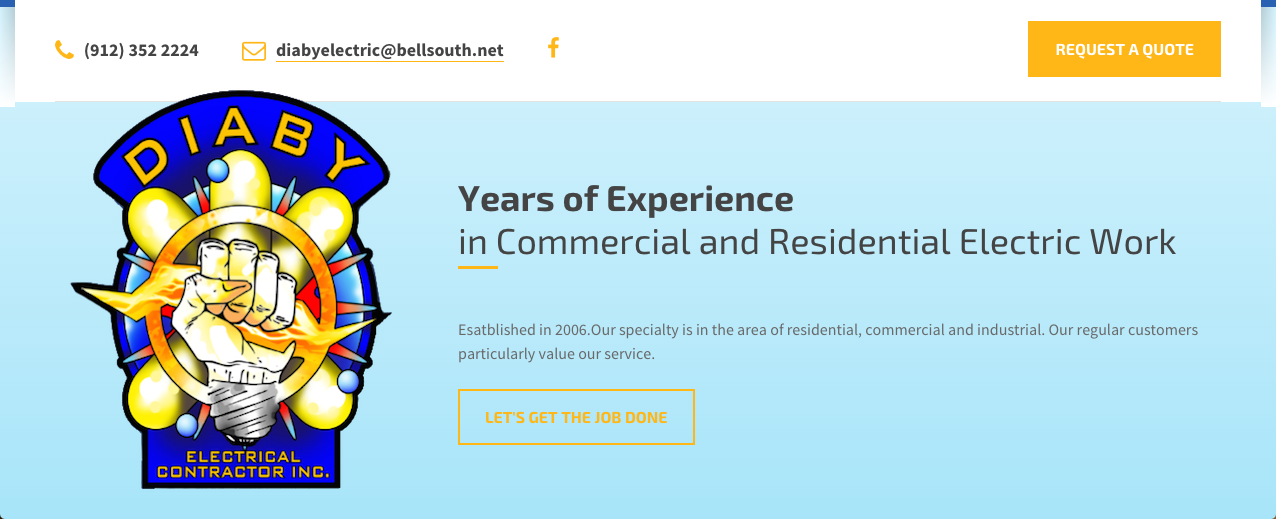 (912) 352 2224
diabyelectric@bellsouth.net
REQUEST A QUOTE
DIABY
ELECTRICAL
CONTRACTOR INC.
Years of Experience
in Commercial and Residential Electric Work
Esatblished in 2006.Our specialty is in the area of residential, commercial and industrial. Our regular customers
particularly value our service.
LET'S GET THE JOB DONE